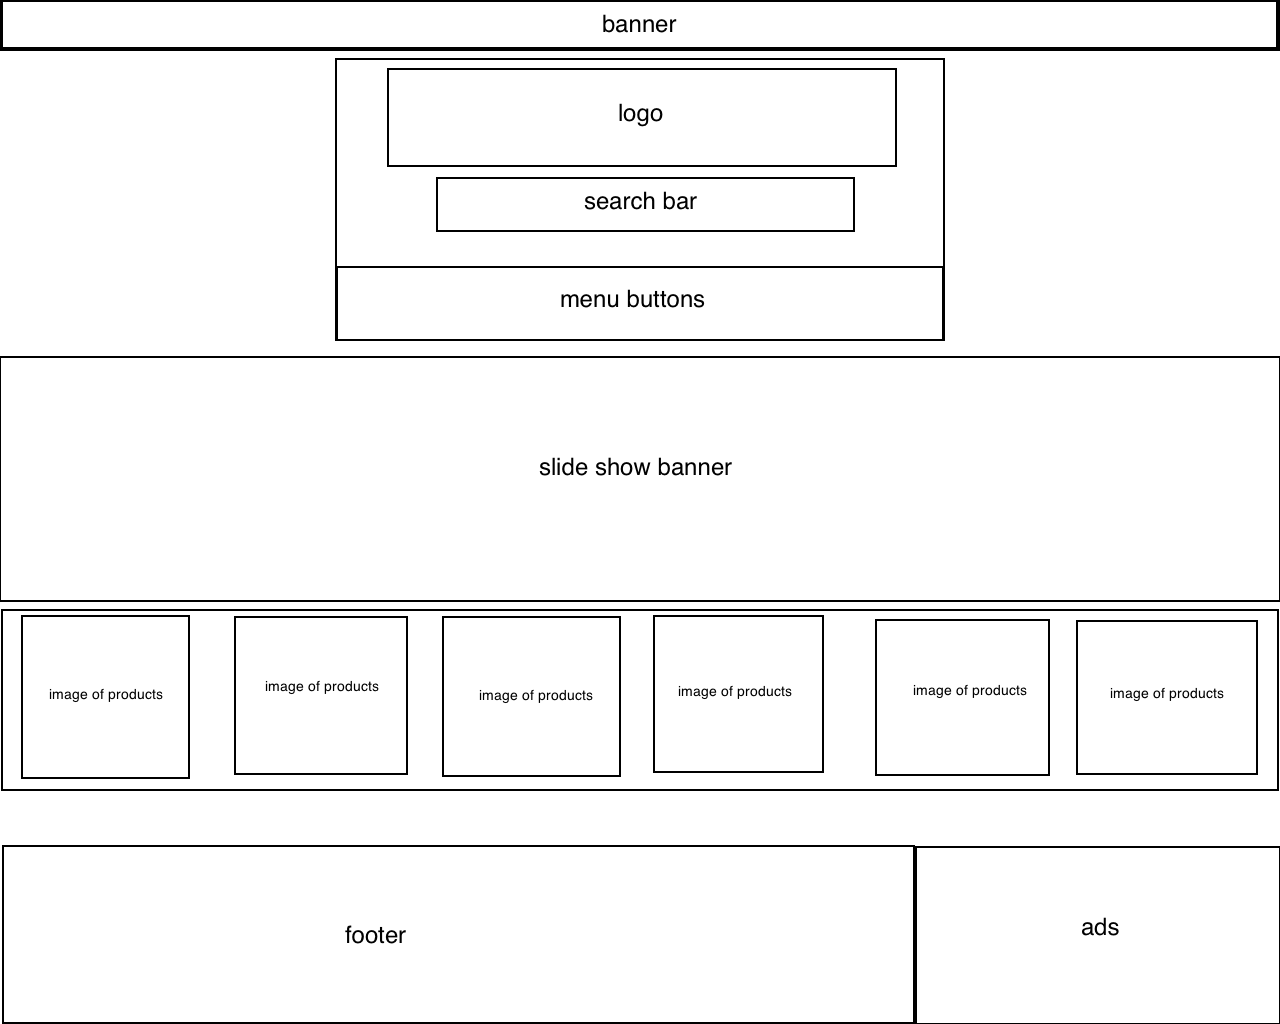 banner
logo
search bar
menu buttons
slide show banner
image of products
image of products
image of products
image of products
image of products
image of products
footer
ads